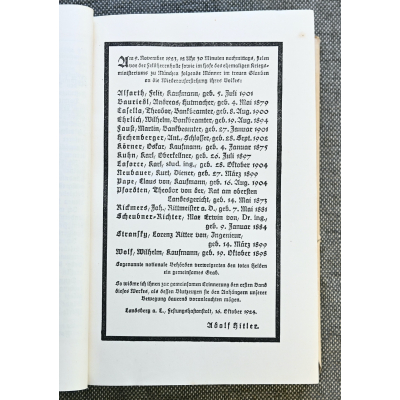 Am 9. November 1923, 12 Uhr 30 Minuten nachmittags, fielen
vor der Feldherrnhalle sowie im Hofe des ehemaligen Kriegs-
ministeriums zu München folgende Männer im treuen Glauben
an die Wiederauferstehung ihres Volkes:
Alfarth, Felix, Kaufmann, geb. 5. Juli 1901
Bauriedl, Andreas, Hutmacher, geb. 4. Mai 1879
Casella, Theodor, Bankbeamter, geb. 8. Aug. 1900
Ehrlich, Wilhelm, Bankbeamter, geb. 19. Aug. 1894
Faust, Martin, Bankbeamter, geb. 27. Januar 1901
Hechenberger, Ant., Schlosser, geb. 28. Sept. 1902
Körner, Oskar, Kaufmann, geb. 4. Januar 1875
Kuhn, Karl, Oberkellner, geb. 26. Juli 1897
Laforce, Karl, stud. ing., geb. 28. Oktober 1904
Neubauer, Kurt, Diener, geb. 27. März 1899
Pape, Claus von, Kaufmann, geb. 16. Aug. 1904
Pfordten, Theodor von der, Rat am obersten
Landesgericht, geb. 14. Mai 1873
Rickmers, Joh., Rittmeister a. D., geb. 7. Mai 1881
Scheubner-Richter, Max Erwin von, Dr. ing.,
geb. 9. Januar 1884
Stransky, Lorenz Ritter von, Ingenieur,
geb. 14. März 1899
Wolf, Wilhelm, Kaufmann, geb. 19. Oktober 1898
Sogenannte nationale Behörden verweigerten den toten Helden
ein gemeinsames Grab.
So widme ich ihnen zur gemeinsamen Erinnerung den ersten Band
dieses Werkes, als dessen Blutzeugen sie den Anhängern unserer
Bewegung dauernd voranleuchten mögen.
Landsberg a. L., Festungshaftanstalt, 16. Oktober 1924.
Adolf Hitler.